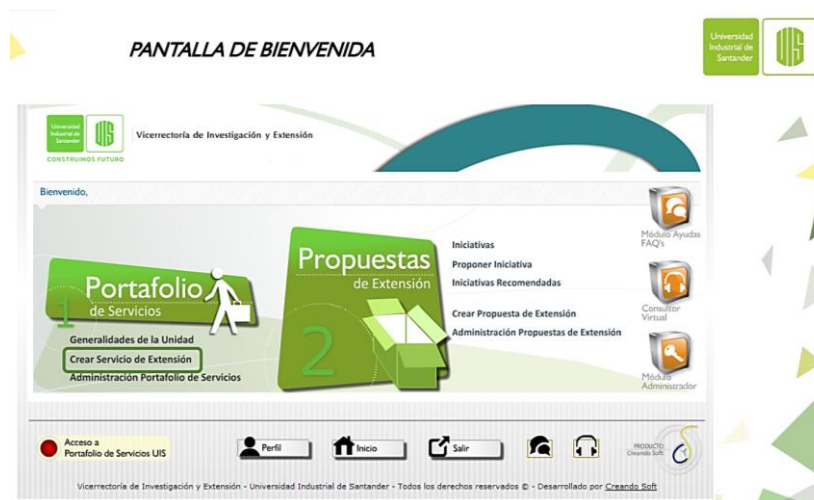 PANTALLA DE BIENVENIDA
Universidad
Industrial de
Santander
Universidad
Industrial de
Santander
CONSTRUIMOS FUTURO
Vicerrectoría de Investigación y Extensión
Bienvenido,
1
Portafolio
de Servicios
Generalidades de la Unidad
Crear Servicio de Extensión
Administración Portafolio de Servicios
2
Propuestas
de Extensión
Iniciativas
Proponer Iniciativa
Iniciativas Recomendadas
Crear Propuesta de Extensión
Administración Propuestas de Extensión
Módulo Ayudas
FAQ's
Consultor
Virtual
Módulo
Administrador
Acceso a
Portafolio de Servicios UIS
Perfil
Inicio
Salir
PRODUCTO
Creando Soft
Vicerrectoría de Investigación y Extensión - Universidad Industrial de Santander - Todos los derechos reservados © - Desarrollado por Creando Soft